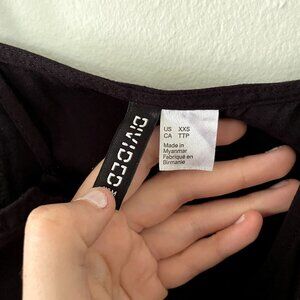 DIVIDED
US XXS
CA TTP
Made in
Myanmar
Fabriqué en
Birmanie